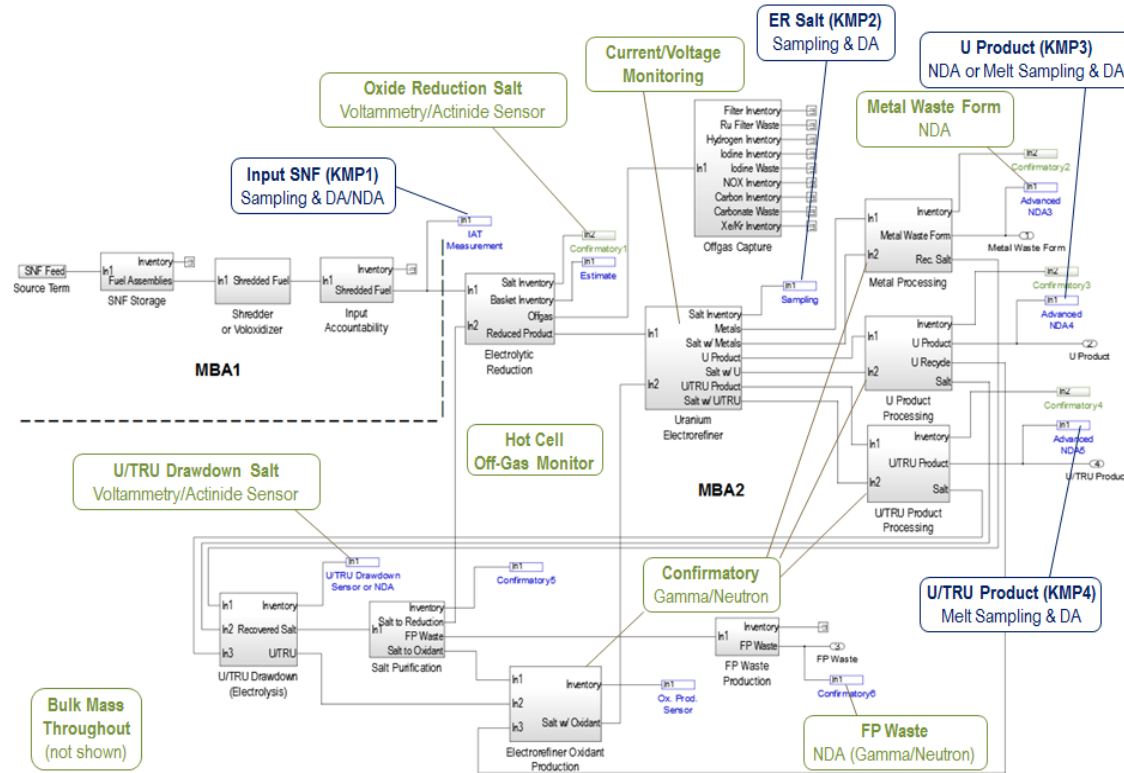 ER Salt (KMP2)
Sampling & DA
U Product (KMP3)
NDA or Melt Sampling & DA
Current/Voltage
Monitoring
Oxide Reduction Salt
Voltammetry/Actinide Sensor
Metal Waste Form
NDA
Input SNF (KMP1)
Sampling & DA/NDA
Filter Inventory
Ru Filter Waste
Hydrogen Inventory
Iodine Inventory
In1
Iodine Waste
NOX Inventory
Carbon Inventory
Carbonate Waste
Xe/Kr Inventory
Offgas Capture
In2
Confirmatory2
In1
Advanced
NDA3
In1
Inventory
Metal Waste Form
In2
Rec. Salt
Metal Processing
1
Metal Waste Form
In1
IAT
Measurement
In2
Confirmatory1
In1
Estimate
SNF Feed
Source Term
In1
Inventory
Fuel Assemblies
SNF Storage
In1
Shredded Fuel
Shredder
or Voloxidizer
Inventory
In1
Shredded Fuel
Input
Accountability
In1
Salt Inventory
Basket Inventory
Offgas
In2
Reduced Product
Electrolytic
Reduction
In1
Sampling
In1
Salt Inventory
Metals
Salt w/ Metals
U Product
In2
Salt w/ U
U/TRU Product
Salt w/ U/TRU
Uranium
Electrorefiner
In2
Confirmatory3
In1
Advanced
NDA4
In1
Inventory
U Product
U Recycle
In2
Salt
U Product
Processing
2
U Product
In2
Confirmatory4
In1
Advanced
NDA5
In1
Inventory
U/TRU Product
In2
Salt
U/TRU Product
Processing
4
U/TRU Product
MBA1
MBA2
Hot Cell
Off-Gas Monitor
U/TRU Drawdown Salt
Voltammetry/Actinide Sensor
In1
U/TRU Drawdown
Sensor or NDA
In1
Confirmatory5
Confirmatory
Gamma/Neutron
U/TRU Product (KMP4)
Melt Sampling & DA
In1
Inventory
In2
Recovered Salt
In3
U/TRU
U/TRU Drawdown
(Electrolysis)
Inventory
Salt to Reduction
In1
FP Waste
Salt to Oxidant
Salt Purification
Inventory
In1
FP Waste
FP Waste
Production
3
FP Waste
In1
Confirmatory6
In1
Inventory
In2
Salt w/ Oxidant
In3
Electrorefiner Oxidant
Production
In1
Ox. Prod.
Sensor
Bulk Mass
Throughout
(not shown)
FP Waste
NDA (Gamma/Neutron)